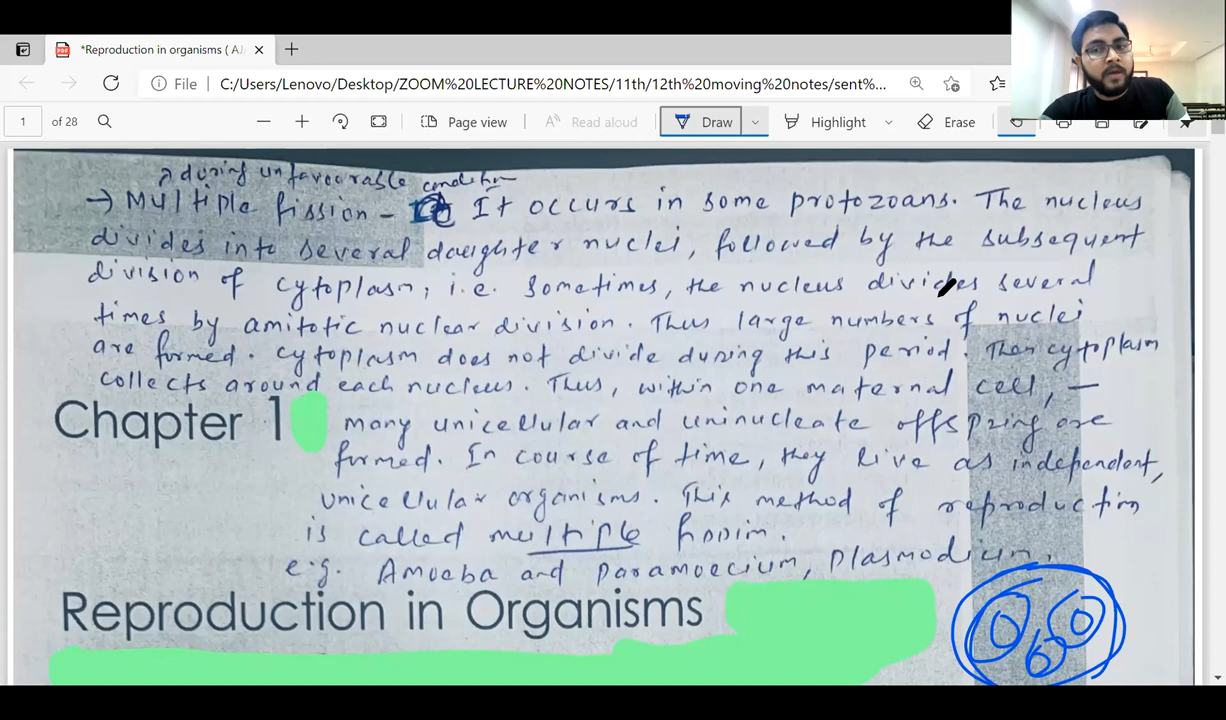 *Reproduction in organisms ( AJ
File
C:/Users/Lenovo/Desktop/ZOOM%20LECTURE%20NOTES/11th/12th%20moving%20notes/sent%...
1 of 28
Page view
Read aloud
Draw
Highlight
Erase
during unfavourable condition
→ Multiple fission - It occurs in some protozoans. The nucleus
divides into several daughter nuclei, followed by the subsequent
division of cytoplasm, i.e. sometimes, the nucleus divides several
times by amitotic nuclear division. Thus large numbers of nuclei
are formed. cytoplasm does not divide during this period. Then cytoplasm
collects around each nucleus. Thus, within one maternal cell, —
Chapter 1
many unicellular and uninucleate offspring are
formed. In course of time, they live as independent,
unicellular organisms. This method of reproduction
is called multiple fission.
e.g. Amoeba and Paramoecium, Plasmodium.
Reproduction in Organisms